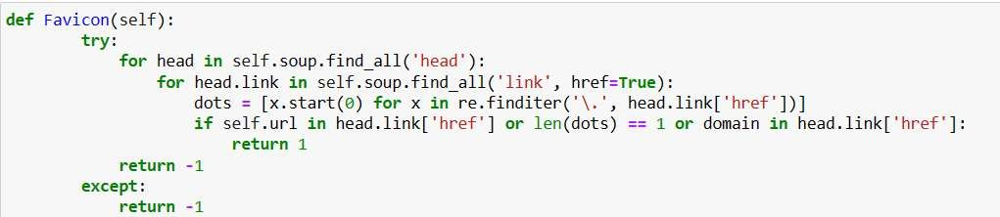 def Favicon(self):
        try:
            for head in self.soup.find_all('head'):
                for head.link in self.soup.find_all('link', href=True):
                    dots = [x.start(0) for x in re.finditer('\.', head.link['href'])]
                    if self.url in head.link['href'] or len(dots) == 1 or domain in head.link['href']:
                        return 1
            return -1
        except:
            return -1